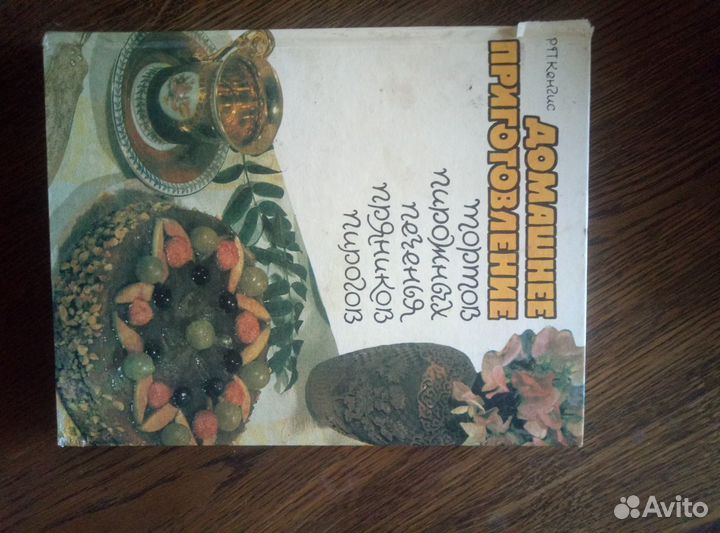 Р.П. Кенгис
ДОМАШНЕЕ
ПРИГОТОВЛЕНИЕ
тортов
пирожных
печенья
пряников
пирогов
Avito